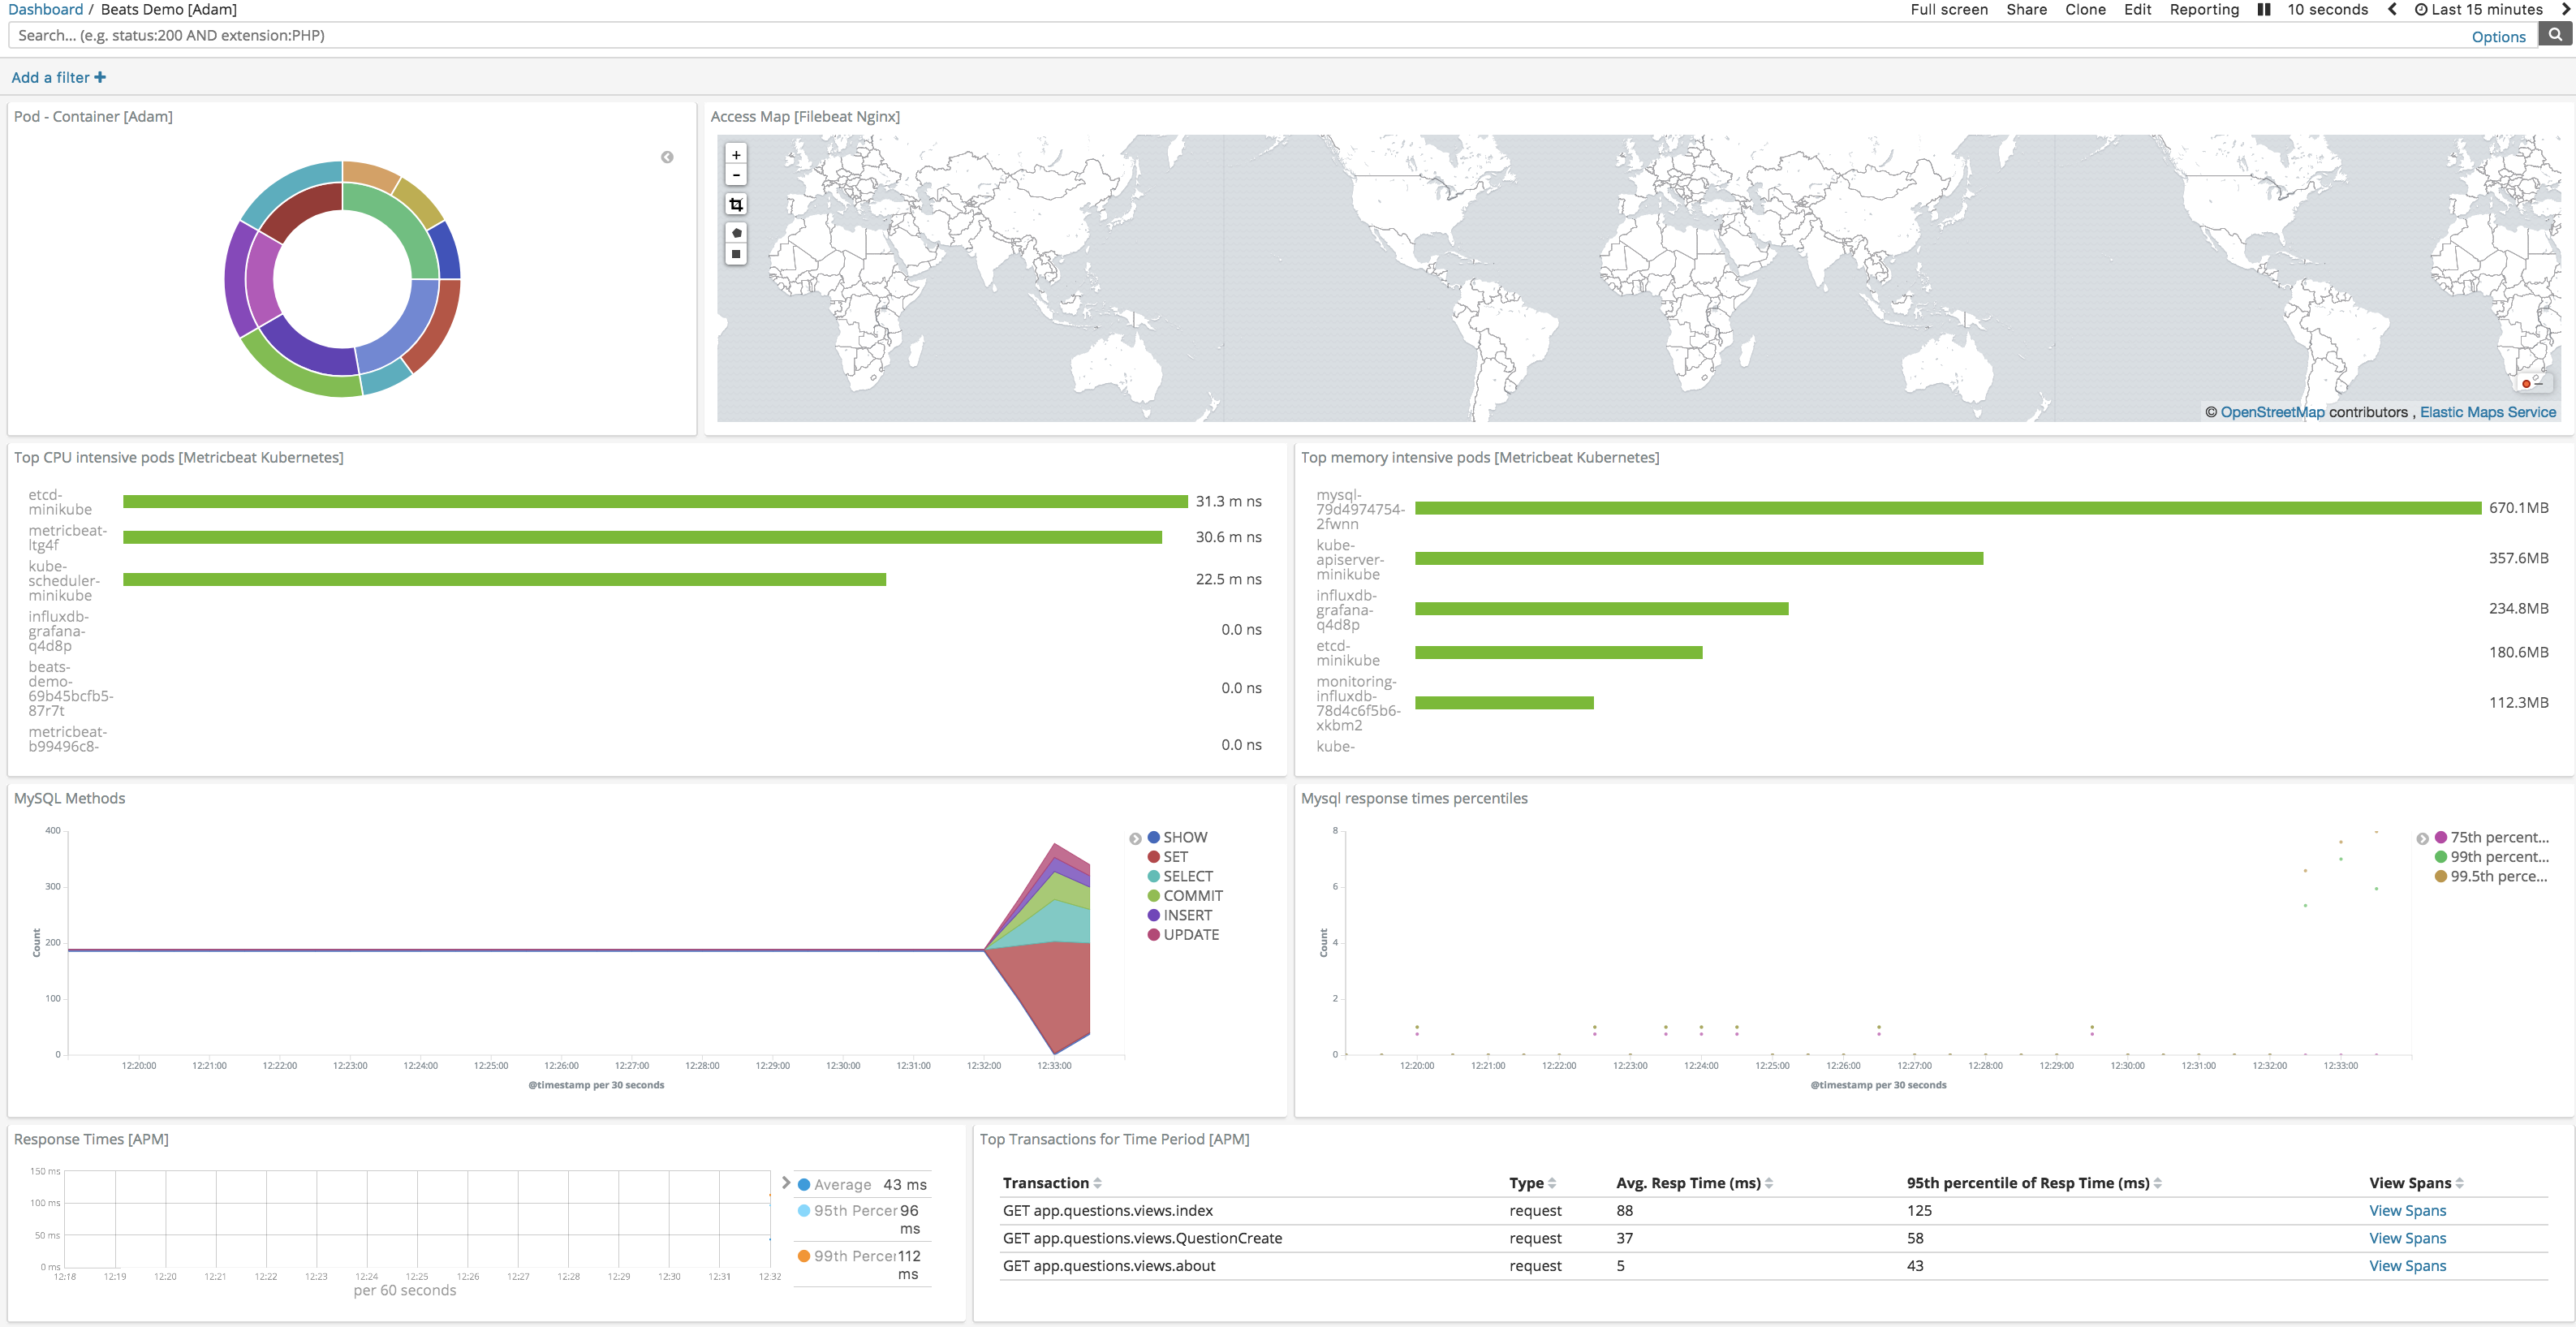 Dashboard / Beats Demo [Adam]
Full screen Share Clone Edit Reporting 10 seconds Last 15 minutes
Search... (e.g. status:200 AND extension:PHP)
Options
Add a filter +
Pod - Container [Adam]
Access Map [Filebeat Nginx]
+
-
© OpenStreetMap contributors , Elastic Maps Service
Top CPU intensive pods [Metricbeat Kubernetes]
etcd-
minikube
31.3 m ns
metricbeat-
ltg4f
30.6 m ns
kube-
scheduler-
minikube
22.5 m ns
influxdb-
grafana-
q4d8p
0.0 ns
beats-
demo-
69b45bcfb5-
87r7t
0.0 ns
metricbeat-
b99496c8-
0.0 ns
Top memory intensive pods [Metricbeat Kubernetes]
mysql-
79d4974754-
2fwnn
670.1MB
kube-
apiserver-
minikube
357.6MB
influxdb-
grafana-
q4d8p
234.8MB
etcd-
minikube
180.6MB
monitoring-
influxdb-
78d4c6f5b6-
xkbm2
112.3MB
kube-
MySQL Methods
400
300
200
100
0
Count
12:20:00 12:21:00 12:22:00 12:23:00 12:24:00 12:25:00 12:26:00 12:27:00 12:28:00 12:29:00 12:30:00 12:31:00 12:32:00 12:33:00
@timestamp per 30 seconds
SHOW
SET
SELECT
COMMIT
INSERT
UPDATE
Mysql response times percentiles
8
6
4
2
0
Count
12:20:00 12:21:00 12:22:00 12:23:00 12:24:00 12:25:00 12:26:00 12:27:00 12:28:00 12:29:00 12:30:00 12:31:00 12:32:00 12:33:00
@timestamp per 30 seconds
75th percent...
99th percent...
99.5th perce...
Response Times [APM]
150 ms
100 ms
50 ms
0 ms
12:18 12:19 12:20 12:21 12:22 12:23 12:24 12:25 12:26 12:27 12:28 12:29 12:30 12:31 12:32
per 60 seconds
Average 43 ms
95th Percer 96
ms
99th Percer 112
ms
Top Transactions for Time Period [APM]
Transaction Type Avg. Resp Time (ms) 95th percentile of Resp Time (ms) View Spans
GET app.questions.views.index request 88 125 View Spans
GET app.questions.views.QuestionCreate request 37 58 View Spans
GET app.questions.views.about request 5 43 View Spans